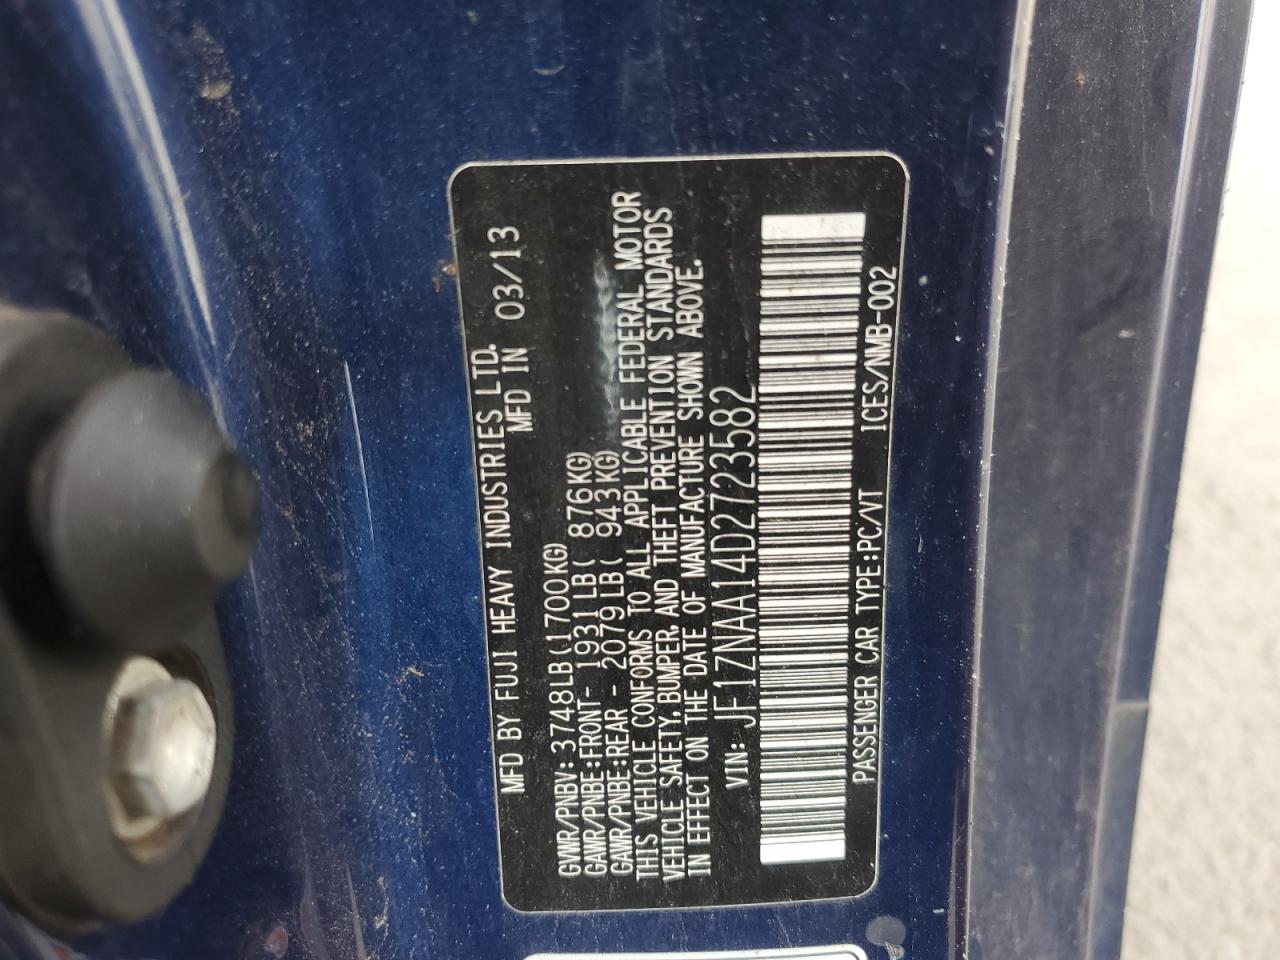 MFD BY FUJI HEAVY INDUSTRIES LTD.
MFD IN 03/13
GVWR/PNBV: 3748LB(1700KG)
GAWR/PNBE:FRONT- 1931LB( 876KG)
GAWR/PNBE:REAR - 2079LB( 943KG)
THIS VEHICLE CONFORMS TO ALL APPLICABLE FEDERAL MOTOR
VEHICLE SAFETY, BUMPER, AND THEFT PREVENTION STANDARDS
IN EFFECT ON THE DATE OF MANUFACTURE SHOWN ABOVE.
VIN: JF1ZNAA14D2723582
PASSENGER CAR TYPE:PC/VT ICES/NMB-002